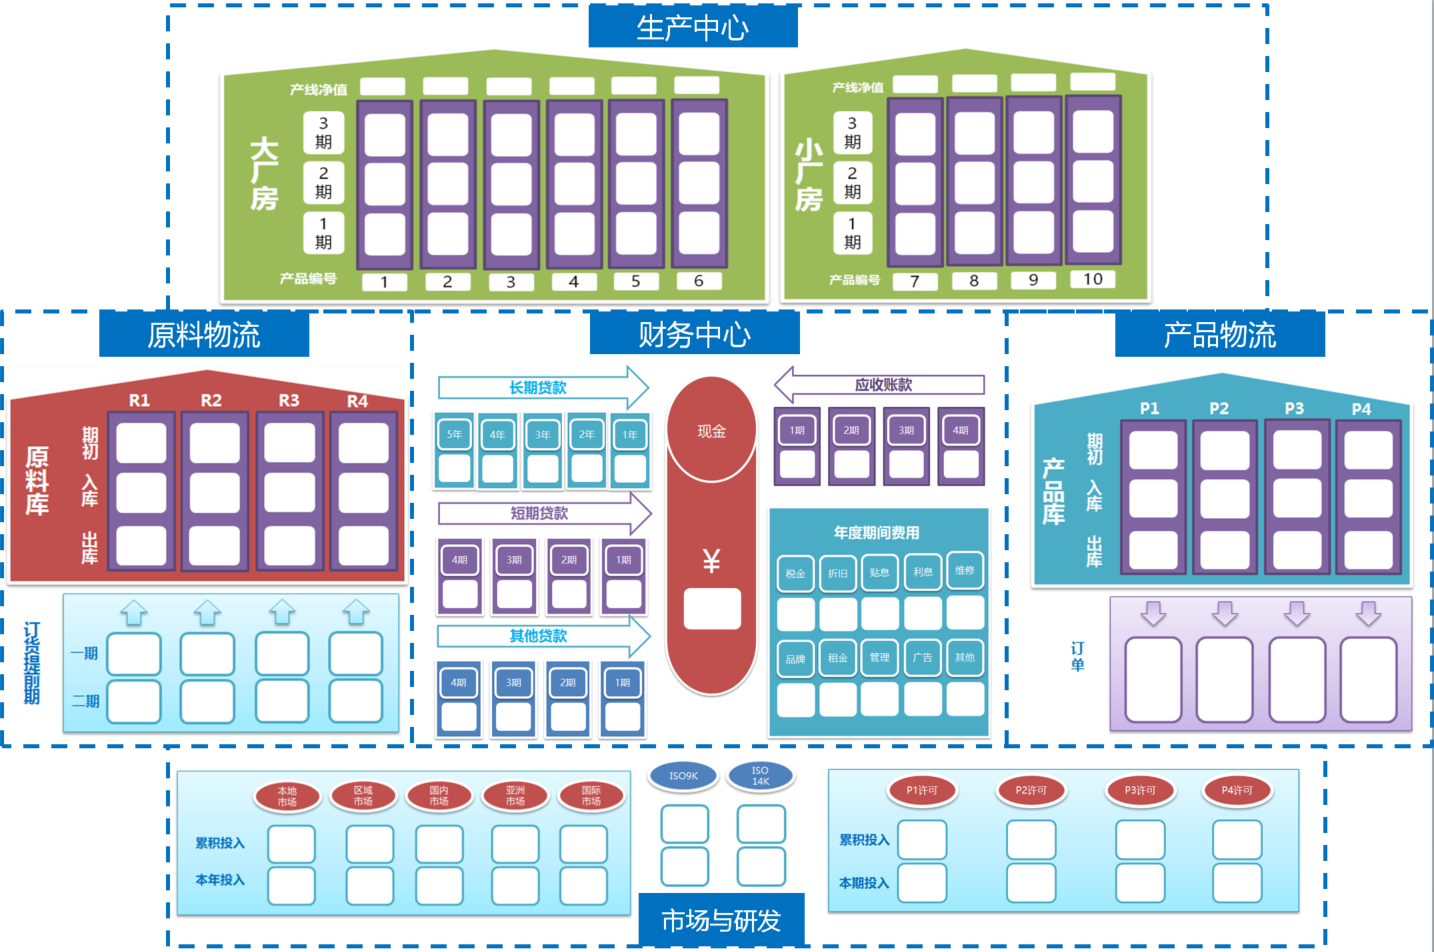 生产中心
产线净值
大厂房
3期
2期
1期
产品编号
1 2 3 4 5 6
产线净值
小厂房
3期
2期
1期
产品编号
7 8 9 10
原料物流
R1 R2 R3 R4
原料库
期初
入库
出库
订货提前期
一期
二期
财务中心
长期贷款
5年 4年 3年 2年 1年
短期贷款
4期 3期 2期 1期
其他贷款
4期 3期 2期 1期
现金
¥
应收账款
1期 2期 3期 4期
年度期间费用
税金 折旧 贴息 利息 维修
品牌 租金 管理 广告 其他
产品物流
P1 P2 P3 P4
产品库
期初
入库
出库
订单
本地市场 区域市场 国内市场 亚洲市场 国际市场
累积投入
本年投入
ISO9K
ISO 14K
P1许可 P2许可 P3许可 P4许可
累积投入
本期投入
市场与研发